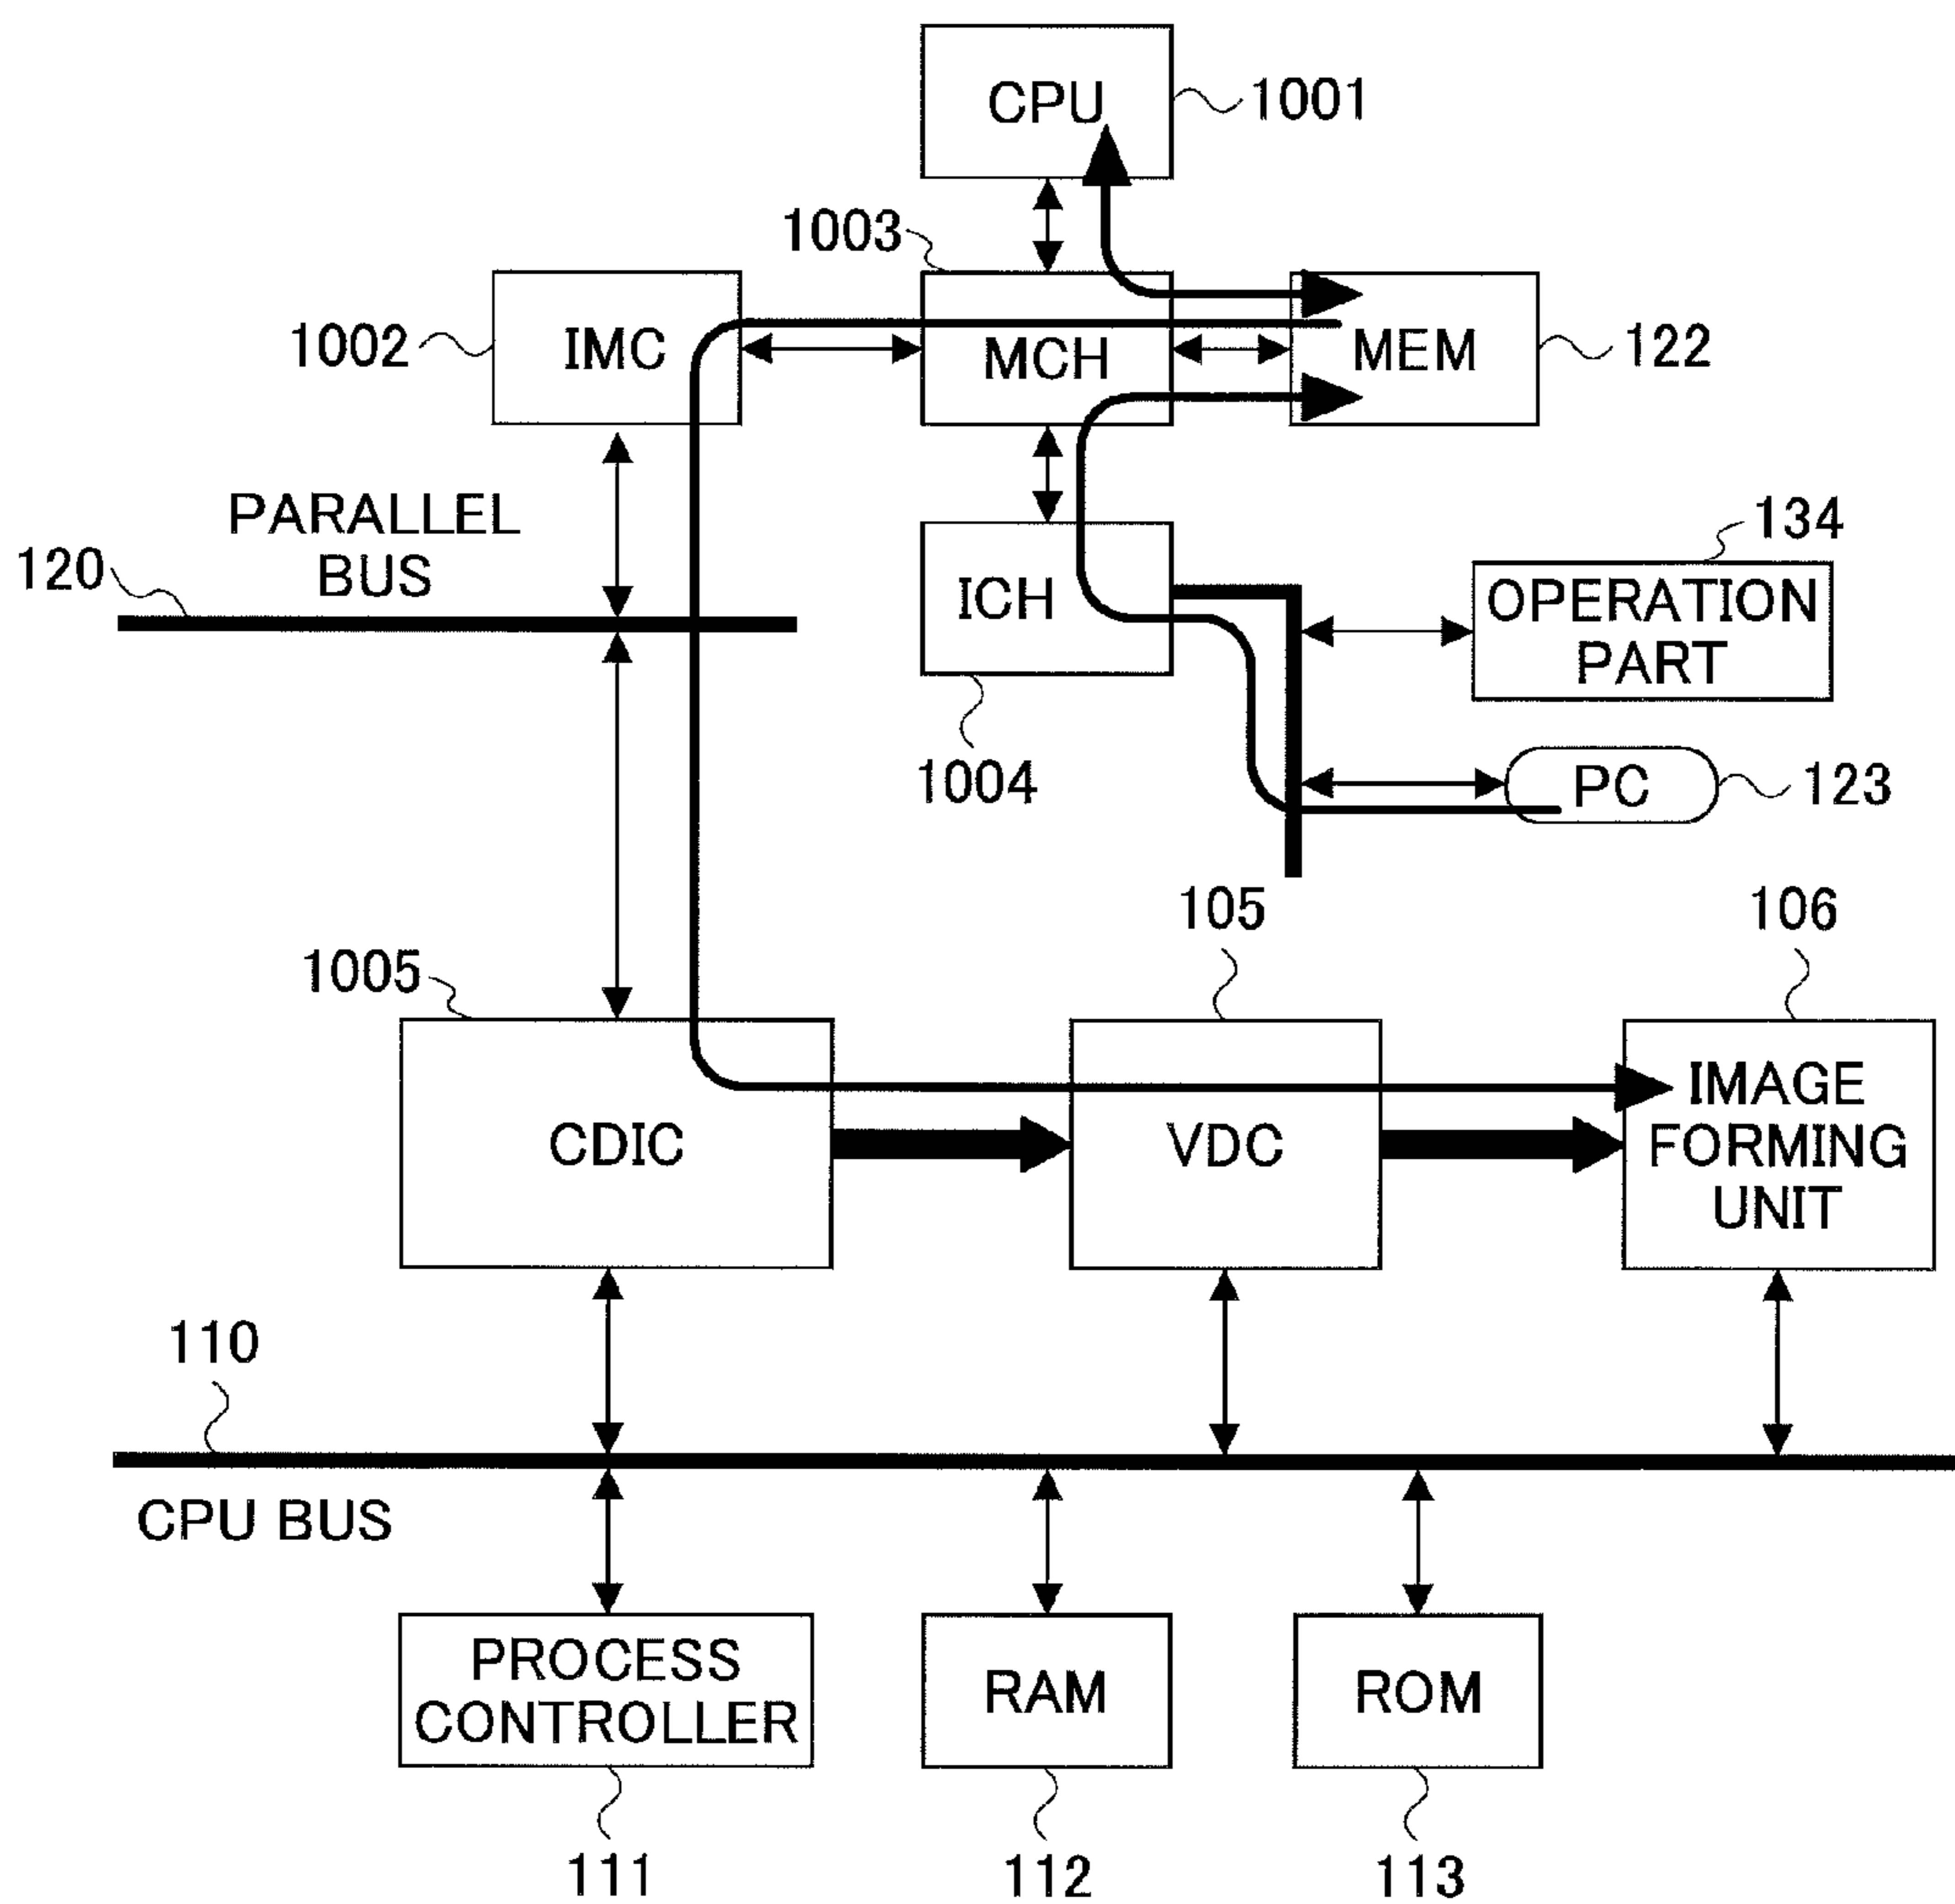 CPU
1001
1003
1002
IMC
MCH
MEM
122
PARALLEL
BUS
120
134
ICH
OPERATION
PART
1004
PC
123
105
106
1005
CDIC
VDC
IMAGE
FORMING
UNIT
110
CPU BUS
PROCESS
CONTROLLER
RAM
ROM
111
112
113